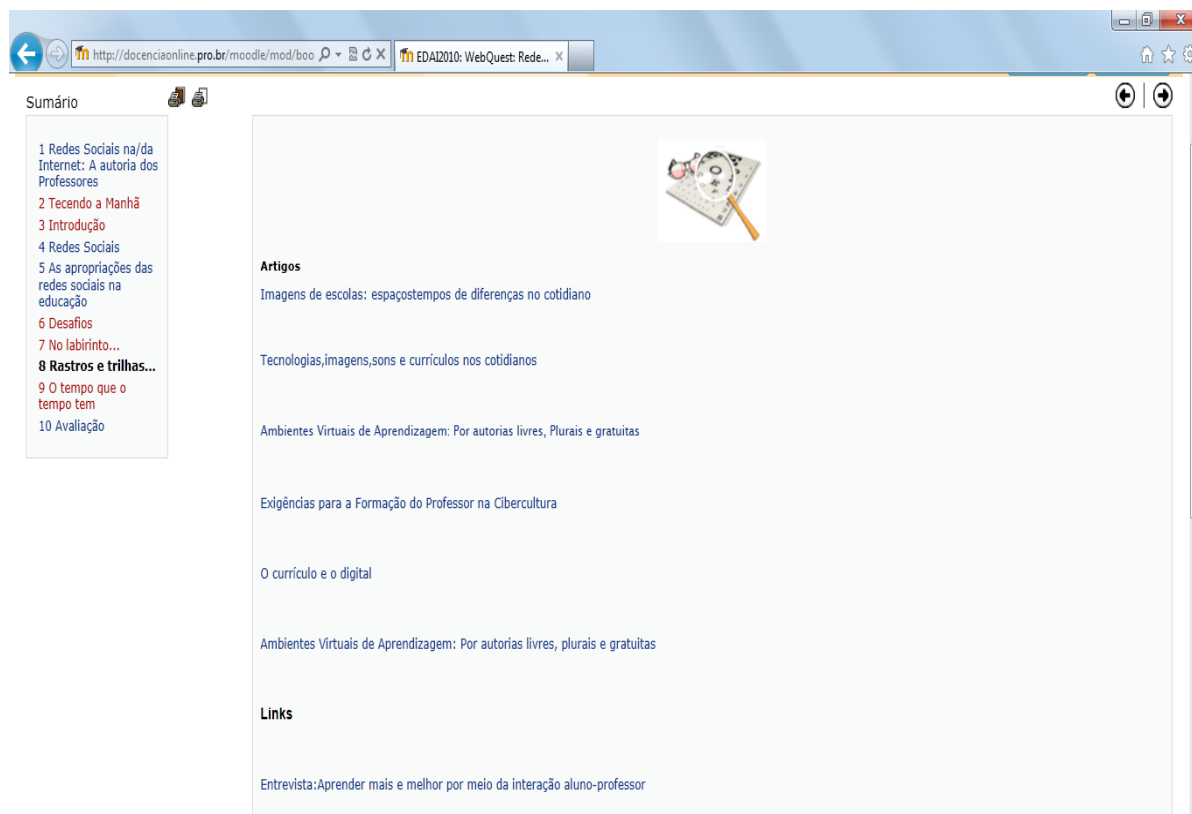 http://docenciaonline.pro.br/moodle/mod/boo
EDAI2010: WebQuest: Rede...
Sumário
1 Redes Sociais na/da
Internet: A autoria dos
Professores
2 Tecendo a Manhã
3 Introdução
4 Redes Sociais
5 As apropriações das
redes sociais na
educação
6 Desafios
7 No labirinto...
8 Rastros e trilhas...
9 O tempo que o
tempo tem
10 Avaliação
Artigos
Imagens de escolas: espaçostempos de diferenças no cotidiano
Tecnologias,imagens,sons e currículos nos cotidianos
Ambientes Virtuais de Aprendizagem: Por autorias livres, Plurais e gratuitas
Exigências para a Formação do Professor na Cibercultura
O currículo e o digital
Ambientes Virtuais de Aprendizagem: Por autorias livres, plurais e gratuitas
Links
Entrevista:Aprender mais e melhor por meio da interação aluno-professor